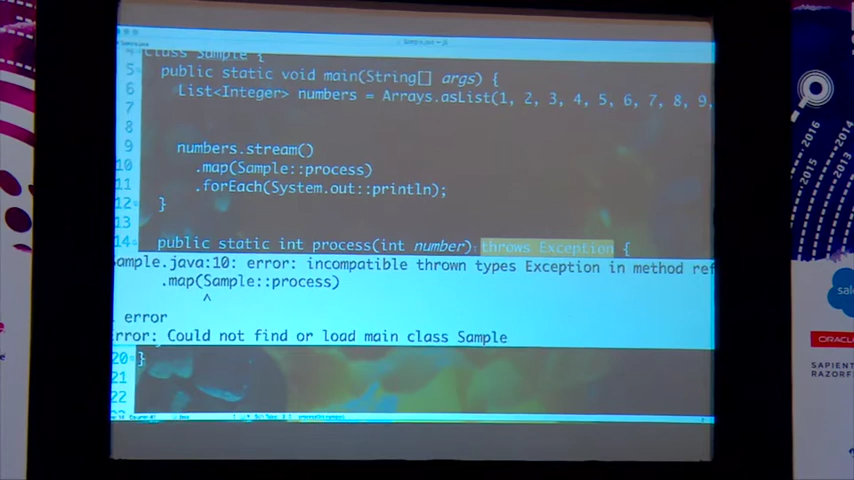 class Sample {
5 public static void main(String[] args) {
6 List<Integer> numbers = Arrays.asList(1, 2, 3, 4, 5, 6, 7, 8, 9,
7
8
9 numbers.stream()
10 .map(Sample::process)
11 .forEach(System.out::println);
12 }
13
14 public static int process(int number) throws Exception {
Sample.java:10: error: incompatible thrown types Exception in method ref
.map(Sample::process)
^
error
rror: Could not find or load main class Sample
20 }
21
22
2016
2015
2014
2013
sale
ORACL
SAPIENT
RAZORF